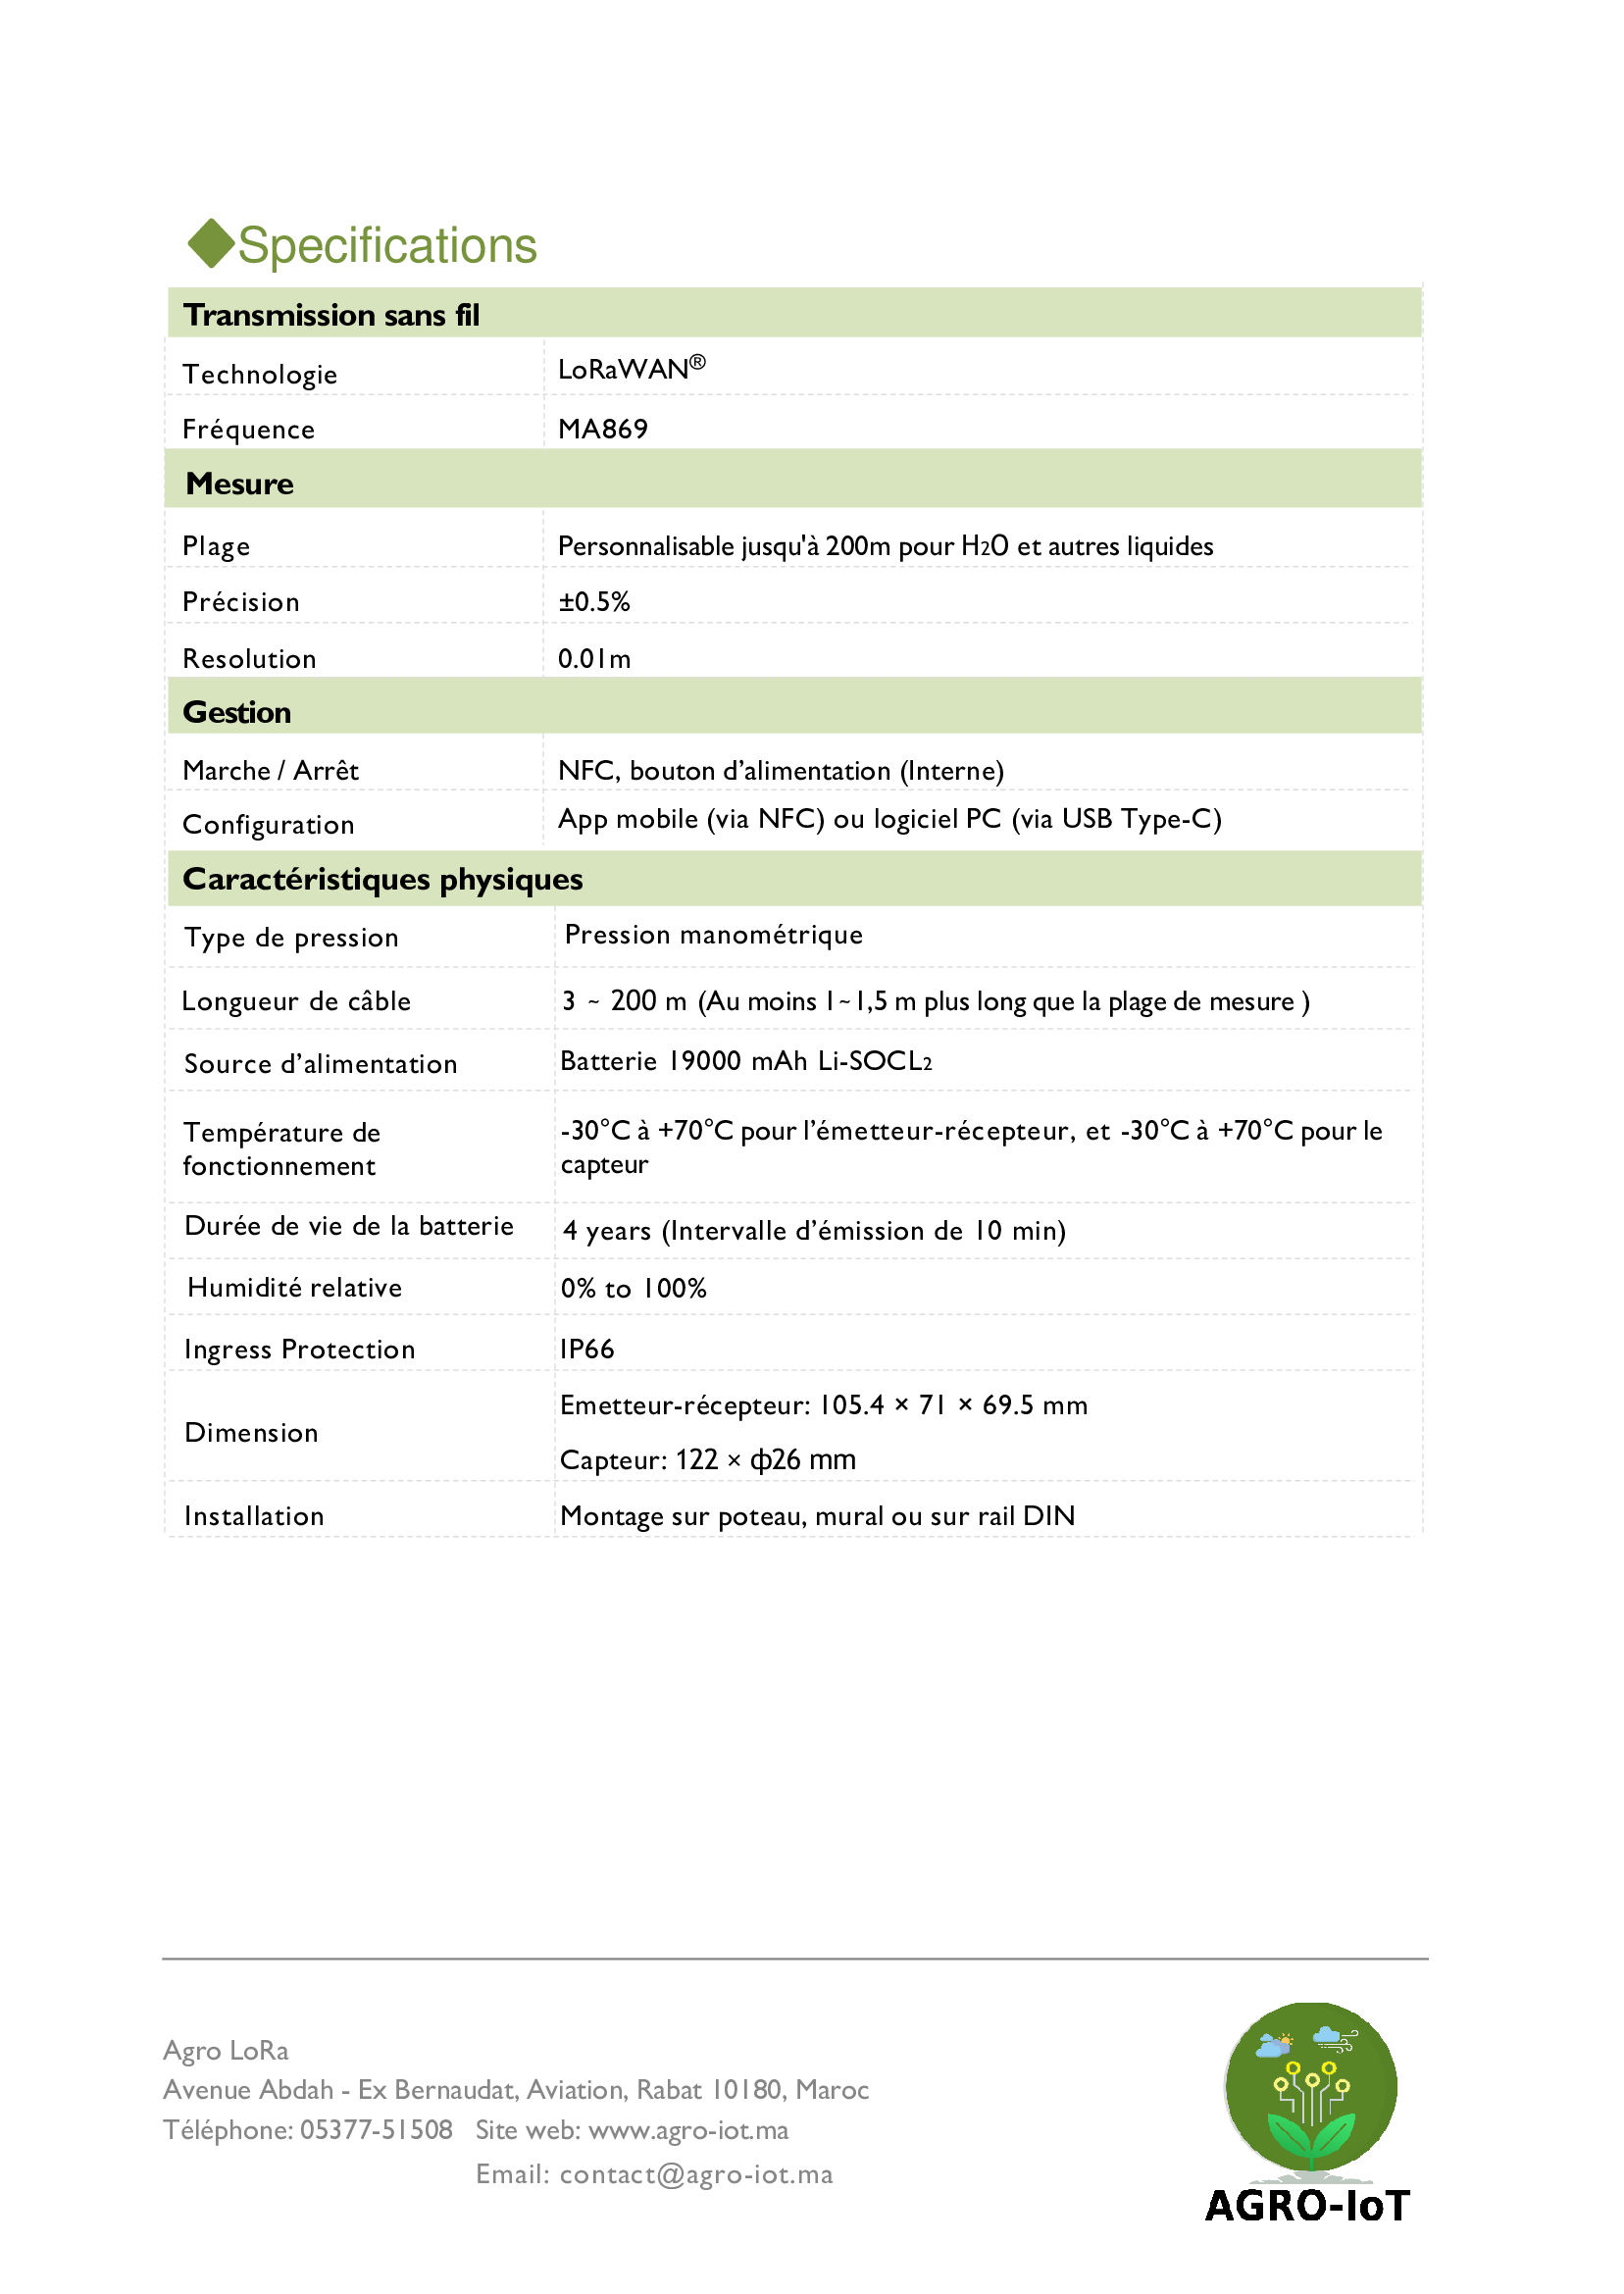 Specifications
Transmission sans fil
Technologie LoRaWAN®
Fréquence MA869
Mesure
Plage Personnalisable jusqu'à 200m pour H₂O et autres liquides
Précision ±0.5%
Resolution 0.01m
Gestion
Marche / Arrêt NFC, bouton d’alimentation (Interne)
Configuration App mobile (via NFC) ou logiciel PC (via USB Type-C)
Caractéristiques physiques
Type de pression Pression manométrique
Longueur de câble 3 ~ 200 m (Au moins 1~1,5 m plus long que la plage de mesure )
Source d’alimentation Batterie 19000 mAh Li-SOCL₂
Température de fonctionnement -30°C à +70°C pour l’émetteur-récepteur, et -30°C à +70°C pour le
capteur
Durée de vie de la batterie 4 years (Intervalle d’émission de 10 min)
Humidité relative 0% to 100%
Ingress Protection IP66
Dimension Emetteur-récepteur: 105.4 × 71 × 69.5 mm
Capteur: 122 × ф26 mm
Installation Montage sur poteau, mural ou sur rail DIN
Agro LoRa
Avenue Abdah - Ex Bernaudat, Aviation, Rabat 10180, Maroc
Téléphone: 05377-51508 Site web: www.agro-iot.ma
Email: contact@agro-iot.ma
AGRO-IoT